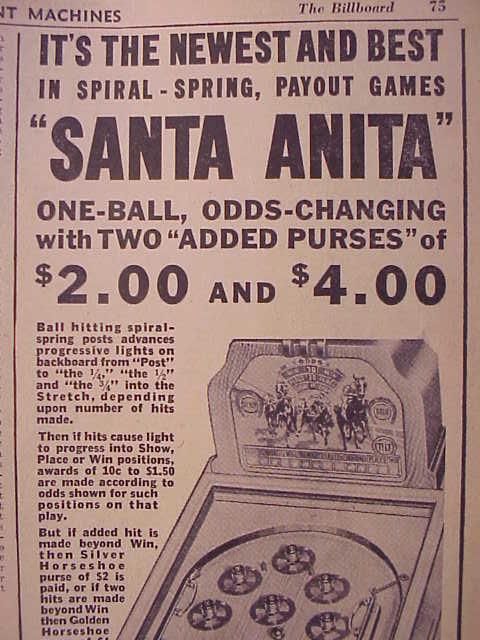 NT MACHINES The Billboard 75
IT'S THE NEWEST AND BEST
IN SPIRAL-SPRING, PAYOUT GAMES
"SANTA ANITA"
ONE-BALL, ODDS-CHANGING
with TWO "ADDED PURSES" of
$2.00 AND $4.00
Ball hitting spiral-
spring posts advances
progressive lights on
backboard from "Post"
to "the ¼," "the ½"
and "the ¾" into the
Stretch, depending
upon number of hits
made.
Then if hits cause light
to progress into Show,
Place or Win positions,
awards of 10c to $1.50
are made according to
odds shown for such
positions on that
play.
But if added hit is
made beyond Win,
then Silver
Horseshoe
purse of $2 is
paid, or if two
hits are made
beyond Win
then Golden
Horseshoe
ODDS
TILT